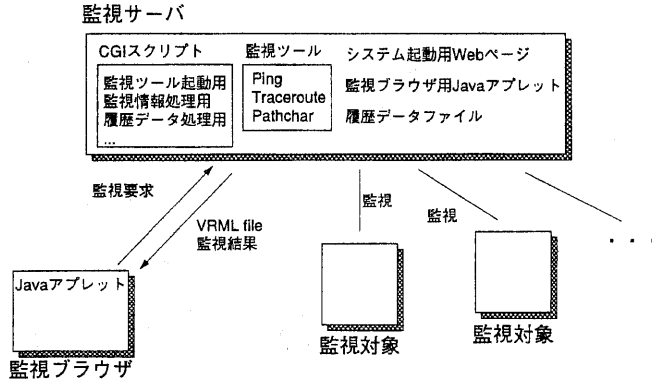 監視サーバ
CGIスクリプト
監視ツール起動用
監視情報処理用
履歴データ処理用
...
監視ツール
Ping
Traceroute
Pathchar
システム起動用Webページ
監視ブラウザ用Javaアプレット
履歴データファイル
監視要求
VRML file
監視結果
監視
監視
・・・
Javaアプレット
監視ブラウザ
監視対象
監視対象